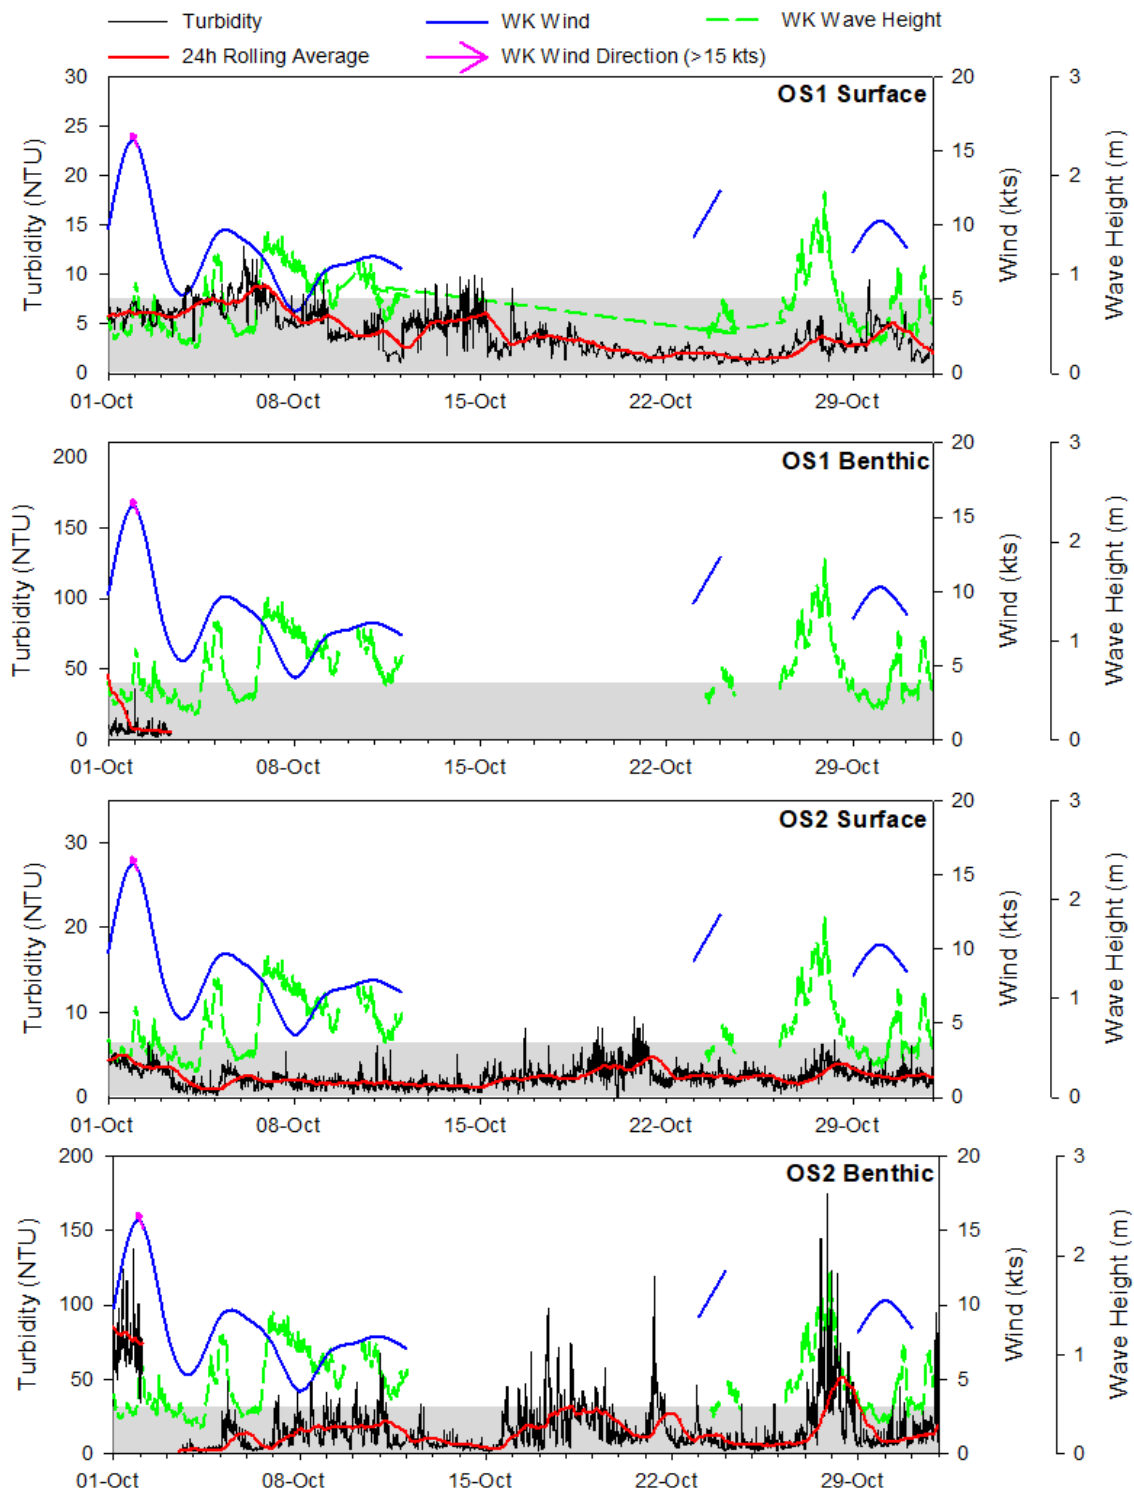 Turbidity WK Wind WK Wave Height
24h Rolling Average WK Wind Direction (>15 kts)
OS1 Surface
Turbidity (NTU)
30
25
20
15
10
5
0
20
15
10
5
0
Wind (kts)
3
2
1
0
Wave Height (m)
01-Oct 08-Oct 15-Oct 22-Oct 29-Oct
OS1 Benthic
Turbidity (NTU)
200
150
100
50
0
20
15
10
5
0
Wind (kts)
3
2
1
0
Wave Height (m)
01-Oct 08-Oct 15-Oct 22-Oct 29-Oct
OS2 Surface
Turbidity (NTU)
30
20
10
0
20
15
10
5
0
Wind (kts)
3
2
1
0
Wave Height (m)
01-Oct 08-Oct 15-Oct 22-Oct 29-Oct
OS2 Benthic
Turbidity (NTU)
200
150
100
50
0
20
15
10
5
0
Wind (kts)
3
2
1
0
Wave Height (m)
01-Oct 08-Oct 15-Oct 22-Oct 29-Oct